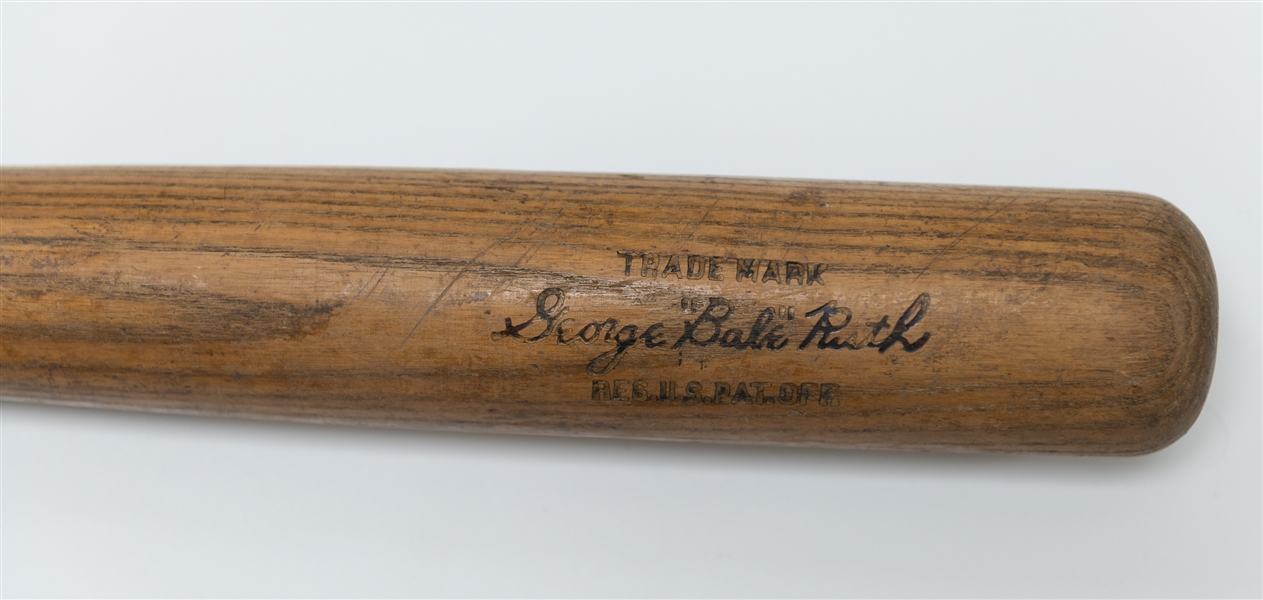 TRADE MARK
George "Babe" Ruth
REG. U.S. PAT. OFF.